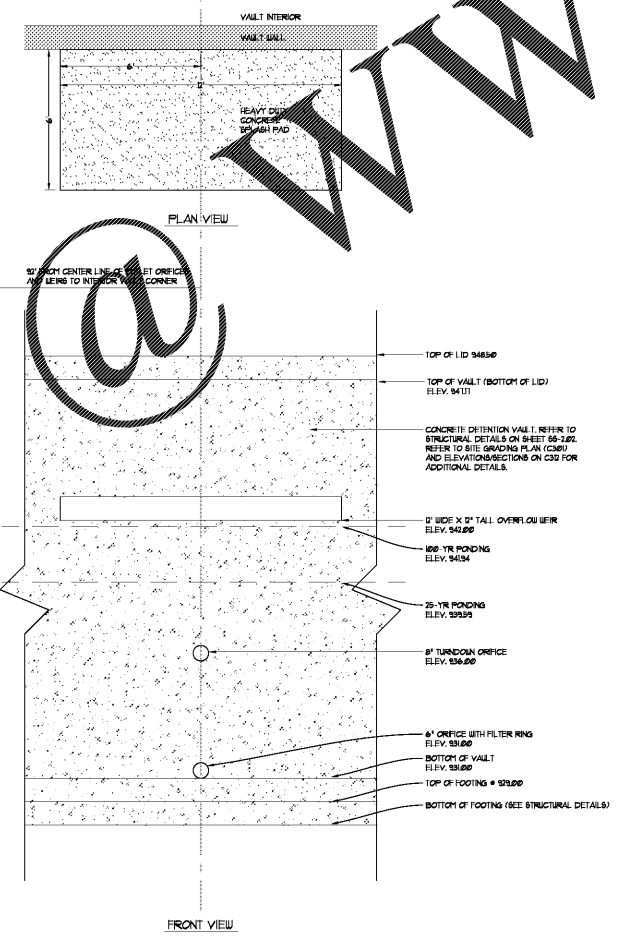 VAULT INTERIOR
VAULT WALL
6'
12'
6'
HEAVY DUTY
CONCRETE
SPLASH PAD
WW
PLAN VIEW
@
FROM CENTER LINE OF OUTLET ORIFICES
AND WEIRS TO INTERIOR VAULT CORNER
TOP OF LID 948.50
TOP OF VAULT (BOTTOM OF LID)
ELEV.
CONCRETE DETENTION VAULT. REFER TO
STRUCTURAL DETAILS ON SHEET SS-2.02.
REFER TO SITE GRADING PLAN (C301)
AND ELEVATIONS/SECTIONS ON C312 FOR
ADDITIONAL DETAILS.
12' WIDE X 12" TALL OVERFLOW WEIR
ELEV. 942.00
100-YR PONDING
ELEV. 941.94
25-YR PONDING
ELEV. 939.59
8" TURNDOWN ORIFICE
ELEV. 936.00
6" ORIFICE WITH FILTER RING
ELEV. 931.00
BOTTOM OF VAULT
ELEV. 931.00
TOP OF FOOTING @ 929.00
BOTTOM OF FOOTING (SEE STRUCTURAL DETAILS)
FRONT VIEW